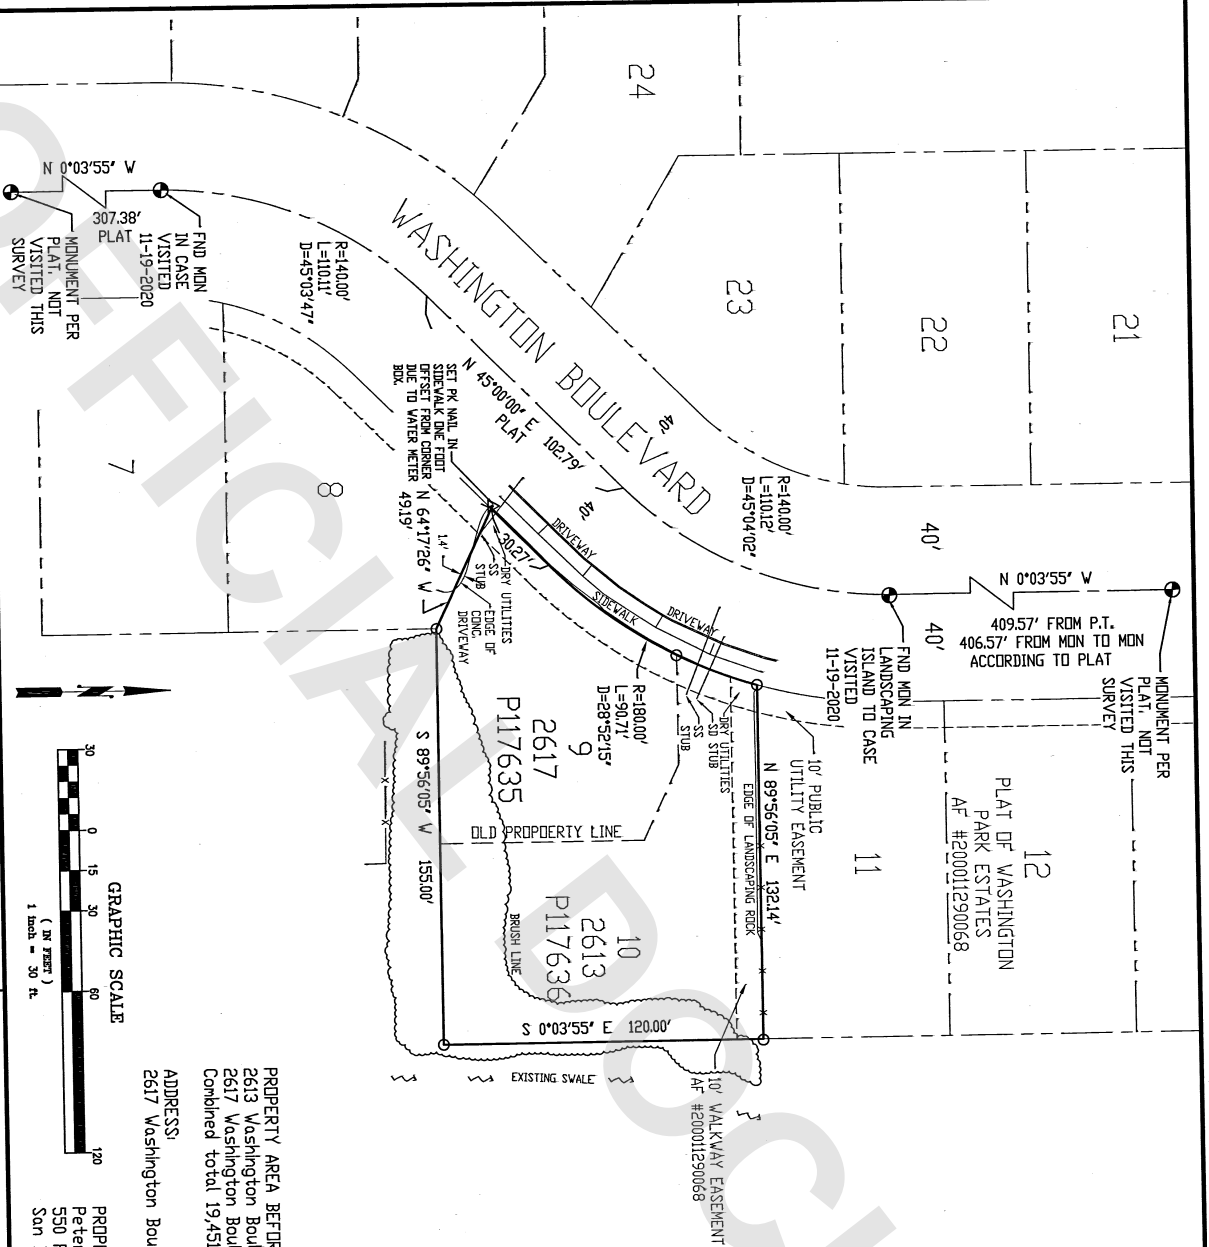 24
23
22
21
WASHINGTON BOULEVARD
N 0°03'55" W
307.38'
PLAT
FND MON
IN CASE
VISITED
11-19-2020
MONUMENT PER
PLAT. NOT
VISITED THIS
SURVEY
R=140.00'
L=110.11'
D=45°03'47"
N 45°00'00" E 102.79'
PLAT
40'
40'
R=140.00'
L=110.12'
D=45°04'02"
40'
40'
N 0°03'55" W
409.57' FROM P.T.
406.57' FROM MON TO MON
ACCORDING TO PLAT
FND MON IN
LANDSCAPING
ISLAND TO CASE
VISITED
11-19-2020
MONUMENT PER
PLAT. NOT
VISITED THIS
SURVEY
SET PK NAIL IN
SIDEWALK ONE FOOT
OFFSET FROM CORNER
DUE TO WATER METER
BOX.
7
8
N 64°17'26" W
49.19'
1.4'
30.27'
DRIVEWAY
SIDEWALK
DRIVEWAY
DRY UTILITIES
SS
STUB
EDGE OF
CONC.
DRIVEWAY
R=180.00'
L=90.71'
D=28°52'15"
9
2617
P117635
DRY UTILITIES
SD STUB
SS
STUB
10' PUBLIC
UTILITY EASEMENT
N 89°56'05" E 132.14'
EDGE OF LANDSCAPING ROCK
11
12
PLAT OF WASHINGTON
PARK ESTATES
AF #200011290068
S 89°56'05" W 155.00'
OLD PROPOERTY LINE
BRUSH LINE
10
2613
P117636
S 0°03'55" E 120.00'
EXISTING SWALE
10' WALKWAY EASEMENT
AF #200011290068
30
0
15
30
60
120
GRAPHIC SCALE
( IN FEET )
1 inch = 30 ft.
PROPERTY AREA BEFOR
2613 Washington Boul
2617 Washington Boul
Combined total 19,451
ADDRESS:
2617 Washington Bou
PROP
Peter
550
San
OFFICIAL DOC